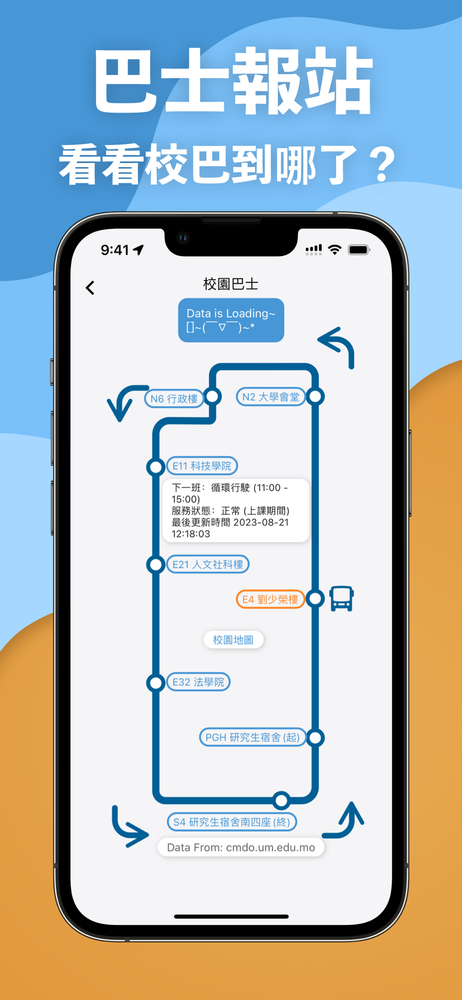 巴士報站
看看校巴到哪了？
9:41
校園巴士
Data is Loading~
[]~(￣▽￣)~*
N6 行政樓
N2 大學會堂
E11 科技學院
下一班：循環行駛 (11:00 -
15:00)
服務狀態：正常 (上課期間)
最後更新時間 2023-08-21
12:18:03
E21 人文社科樓
E4 劉少榮樓
校園地圖
E32 法學院
PGH 研究生宿舍 (起)
S4 研究生宿舍南四座 (終)
Data From: cmdo.um.edu.mo